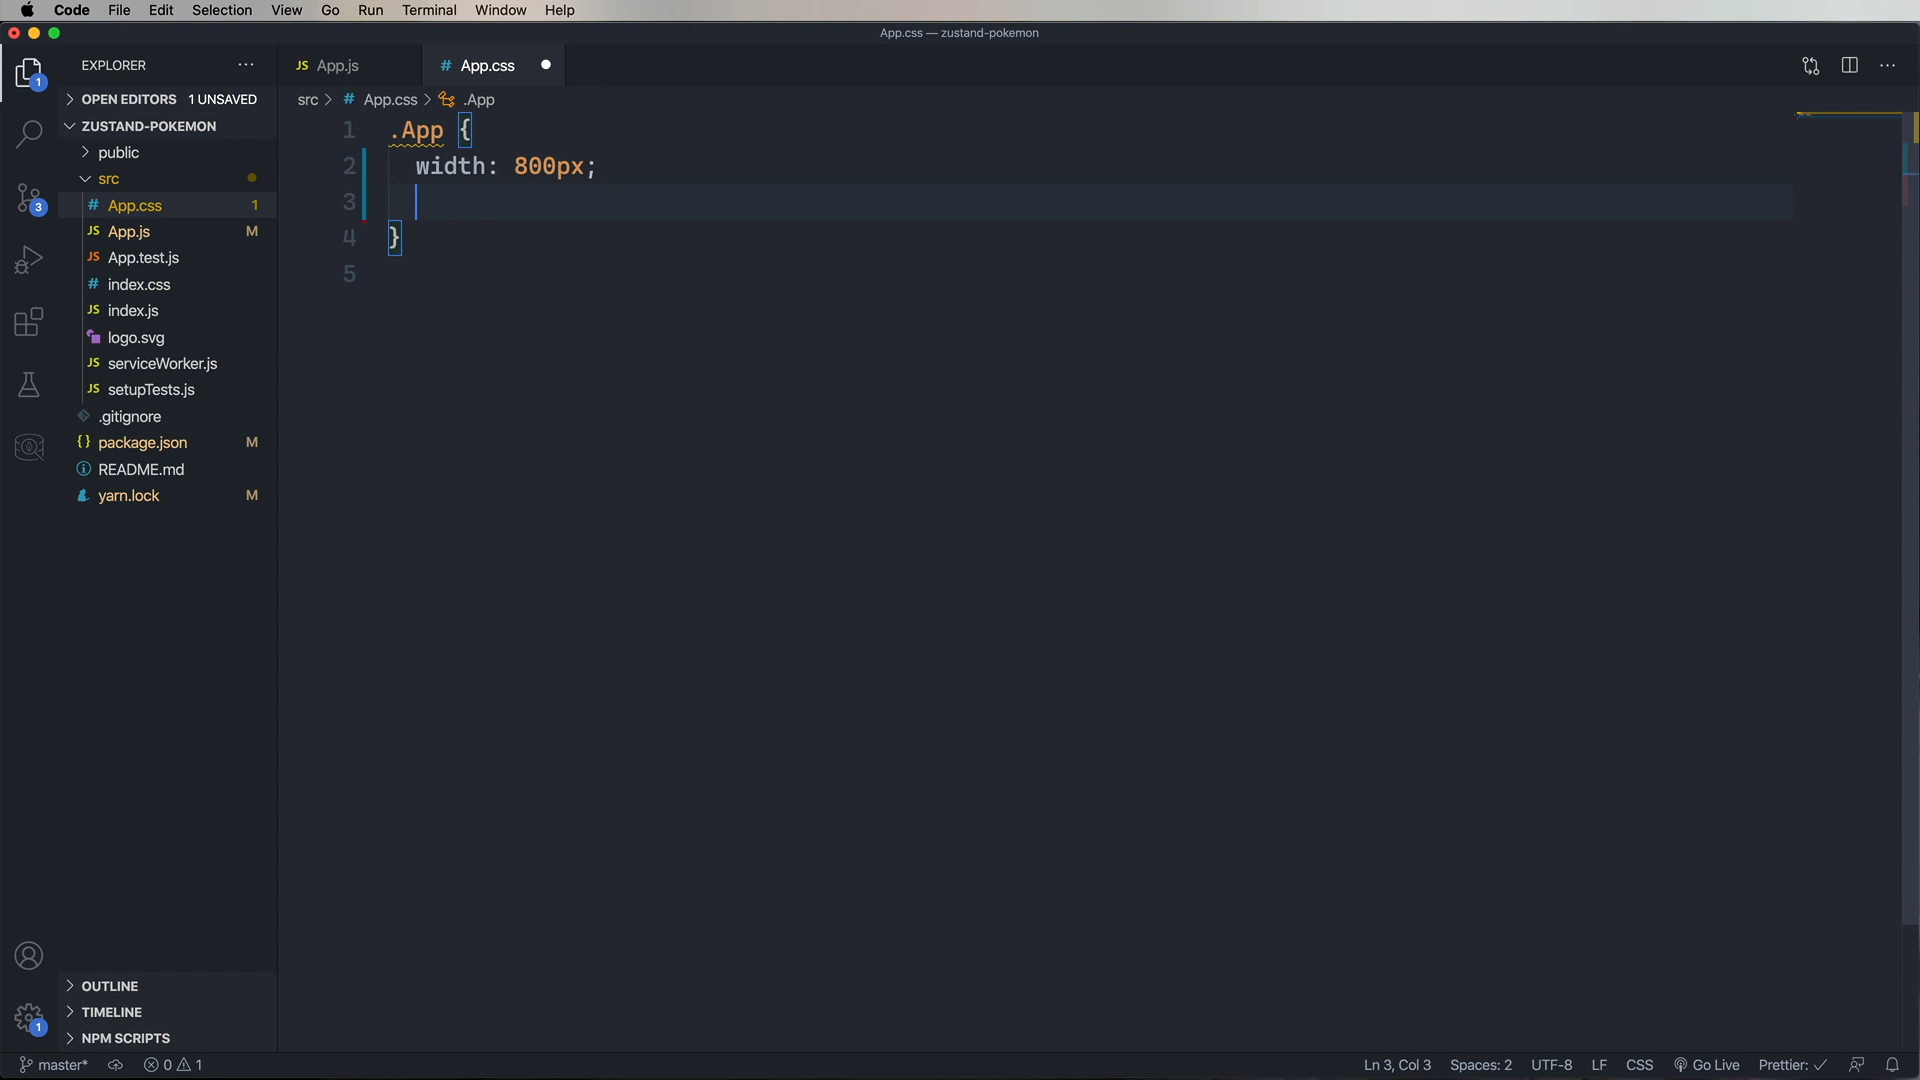 Code File Edit Selection View Go Run Terminal Window Help
App.css — zustand-pokemon
EXPLORER ···
OPEN EDITORS 1 UNSAVED
ZUSTAND-POKEMON
public
src
# App.css 1
JS App.js M
JS App.test.js
# index.css
JS index.js
logo.svg
JS serviceWorker.js
JS setupTests.js
.gitignore
{} package.json M
README.md
yarn.lock M
OUTLINE
TIMELINE
NPM SCRIPTS
1
3
1
JS App.js
# App.css
src > # App.css > .App
1 .App {
2 width: 800px;
3
4 }
5
master* 0 1 Ln 3, Col 3 Spaces: 2 UTF-8 LF CSS Go Live Prettier: ✓